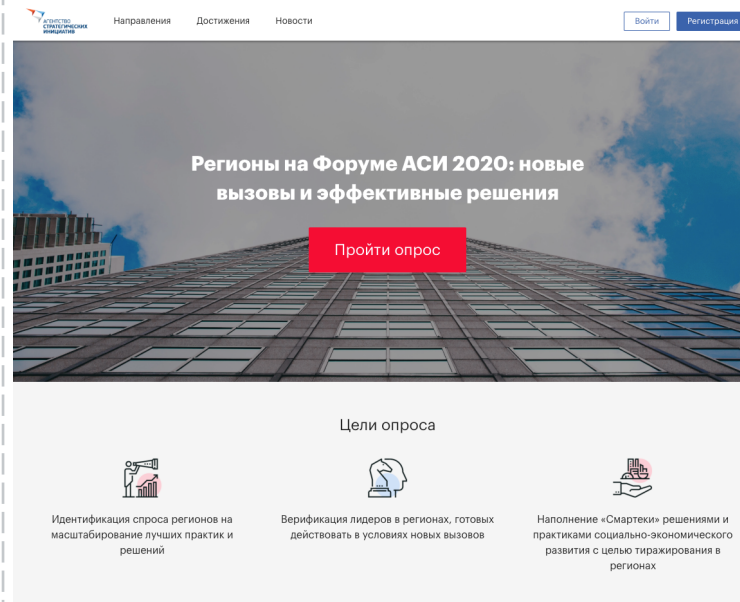 АГЕНТСТВО
СТРАТЕГИЧЕСКИХ
ИНИЦИАТИВ
Направления
Достижения
Новости
Войти
Регистрация
Регионы на Форуме АСИ 2020: новые
вызовы и эффективные решения
Пройти опрос
Цели опроса
Идентификация спроса регионов на
масштабирование лучших практик и
решений
Верификация лидеров в регионах, готовых
действовать в условиях новых вызовов
Наполнение «Смартеки» решениями и
практиками социально-экономического
развития с целью тиражирования в
регионах